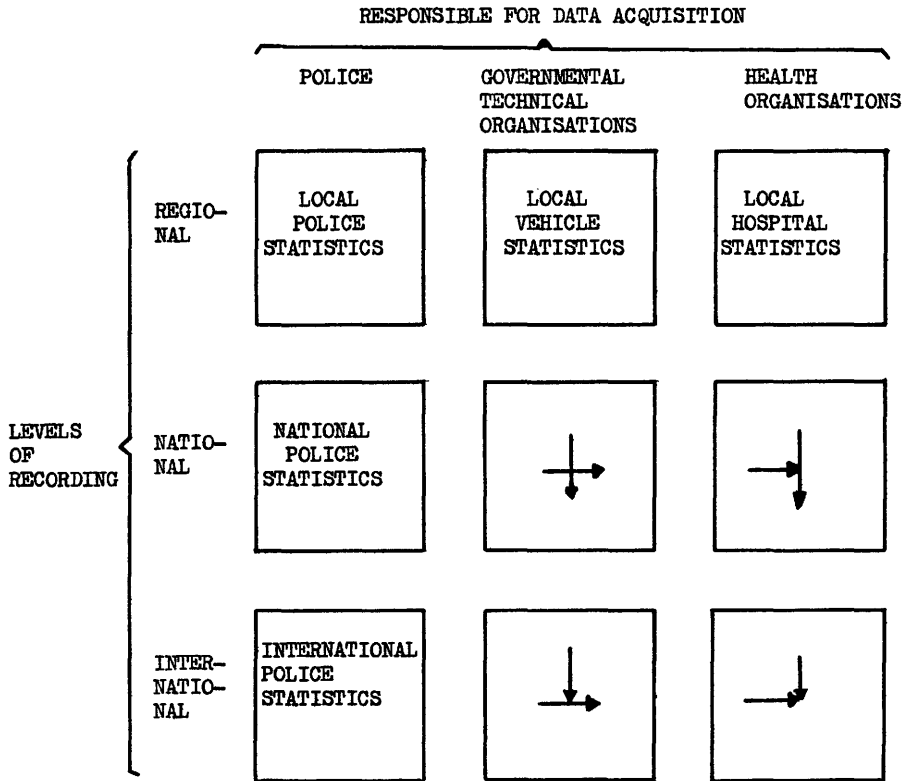 RESPONSIBLE FOR DATA ACQUISITION
POLICE
GOVERNMENTAL
TECHNICAL
ORGANISATIONS
HEALTH
ORGANISATIONS
LEVELS
OF
RECORDING
REGIO-
NAL
LOCAL
POLICE
STATISTICS
LOCAL
VEHICLE
STATISTICS
LOCAL
HOSPITAL
STATISTICS
NATIO-
NAL
NATIONAL
POLICE
STATISTICS
INTER-
NATIO-
NAL
INTERNATIONAL
POLICE
STATISTICS